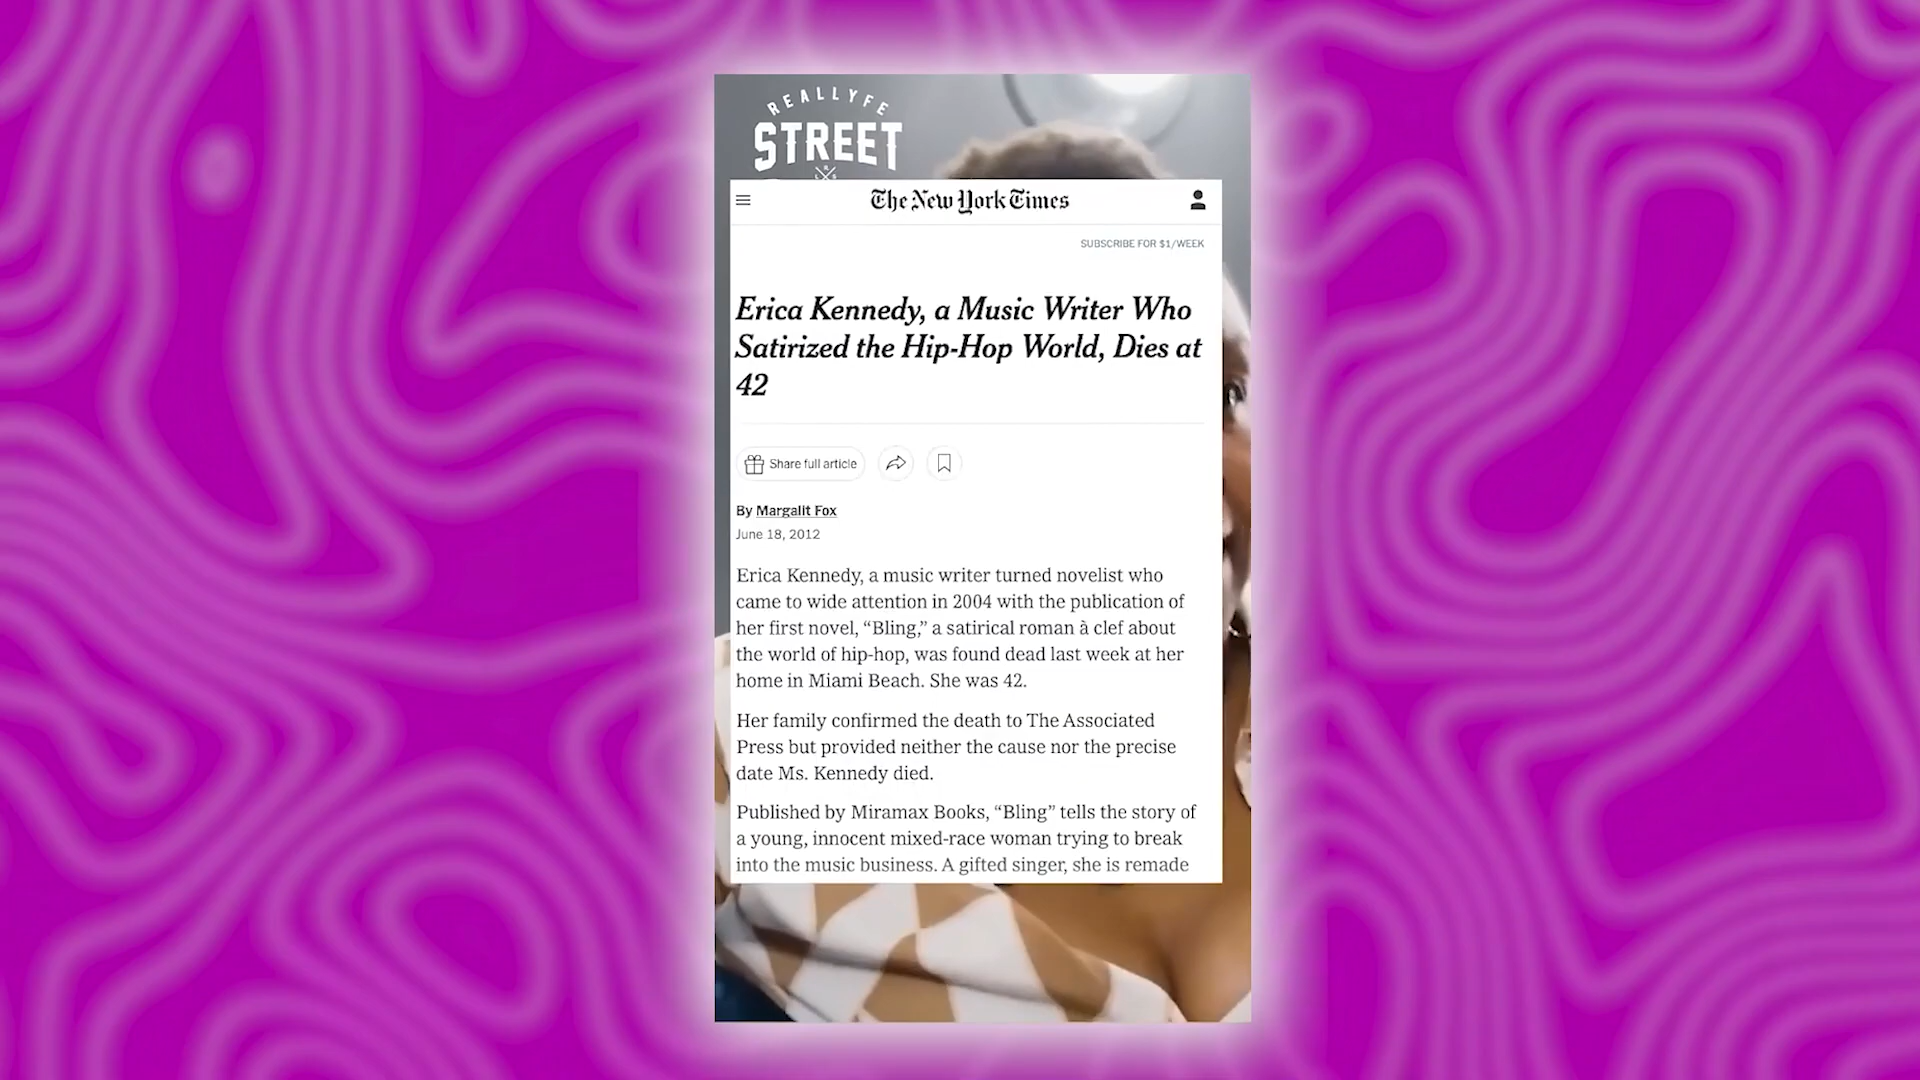 REALLYFE
STREET
LRS
The New York Times
SUBSCRIBE FOR $1/WEEK
Erica Kennedy, a Music Writer Who
Satirized the Hip-Hop World, Dies at
42
Share full article
By Margalit Fox
June 18, 2012
Erica Kennedy, a music writer turned novelist who
came to wide attention in 2004 with the publication of
her first novel, “Bling,” a satirical roman à clef about
the world of hip-hop, was found dead last week at her
home in Miami Beach. She was 42.
Her family confirmed the death to The Associated
Press but provided neither the cause nor the precise
date Ms. Kennedy died.
Published by Miramax Books, “Bling” tells the story of
a young, innocent mixed-race woman trying to break
into the music business. A gifted singer, she is remade